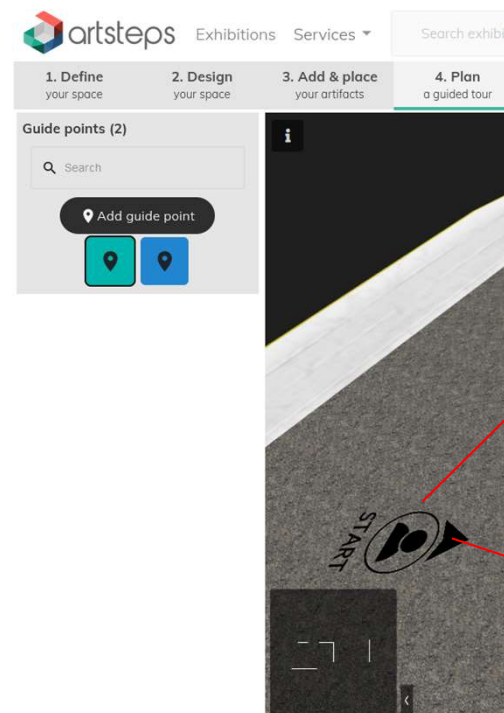 artsteps Exhibitions Services
1. Define 2. Design 3. Add & place 4. Plan
your space your space your artifacts a guided tour
Guide points (2)
Search
Add guide point
START